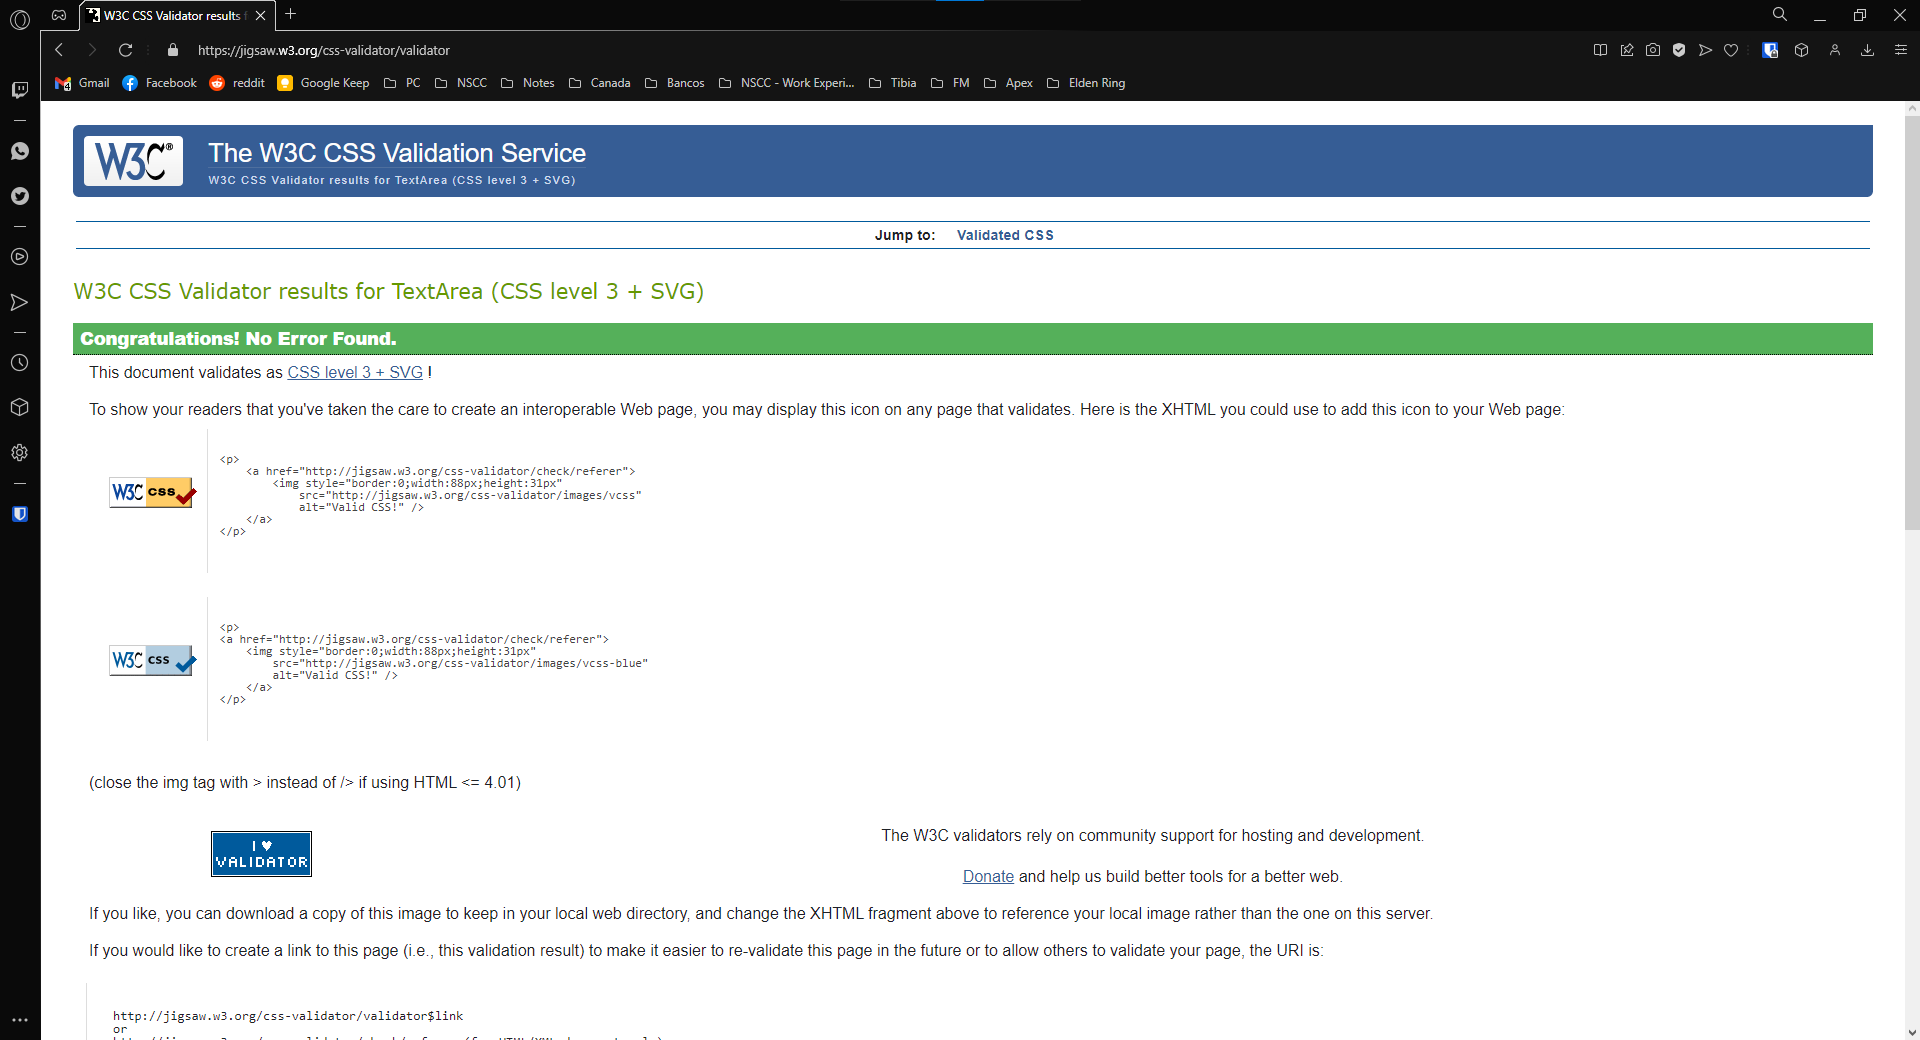 W3C CSS Validator results f
https://jigsaw.w3.org/css-validator/validator
Gmail Facebook reddit Google Keep PC NSCC Notes Canada Bancos NSCC - Work Experi... Tibia FM Apex Elden Ring
W3C®
The W3C CSS Validation Service
W3C CSS Validator results for TextArea (CSS level 3 + SVG)
Jump to: Validated CSS
W3C CSS Validator results for TextArea (CSS level 3 + SVG)
Congratulations! No Error Found.
This document validates as CSS level 3 + SVG !
To show your readers that you've taken the care to create an interoperable Web page, you may display this icon on any page that validates. Here is the XHTML you could use to add this icon to your Web page:
W3C css
<p>
    <a href="http://jigsaw.w3.org/css-validator/check/referer">
        <img style="border:0;width:88px;height:31px"
            src="http://jigsaw.w3.org/css-validator/images/vcss"
            alt="Valid CSS!" />
    </a>
</p>
W3C css
<p>
<a href="http://jigsaw.w3.org/css-validator/check/referer">
    <img style="border:0;width:88px;height:31px"
        src="http://jigsaw.w3.org/css-validator/images/vcss-blue"
        alt="Valid CSS!" />
    </a>
</p>
(close the img tag with > instead of /> if using HTML <= 4.01)
I ♥
VALIDATOR
The W3C validators rely on community support for hosting and development.
Donate and help us build better tools for a better web.
If you like, you can download a copy of this image to keep in your local web directory, and change the XHTML fragment above to reference your local image rather than the one on this server.
If you would like to create a link to this page (i.e., this validation result) to make it easier to re-validate this page in the future or to allow others to validate your page, the URI is:
http://jigsaw.w3.org/css-validator/validator$link
or